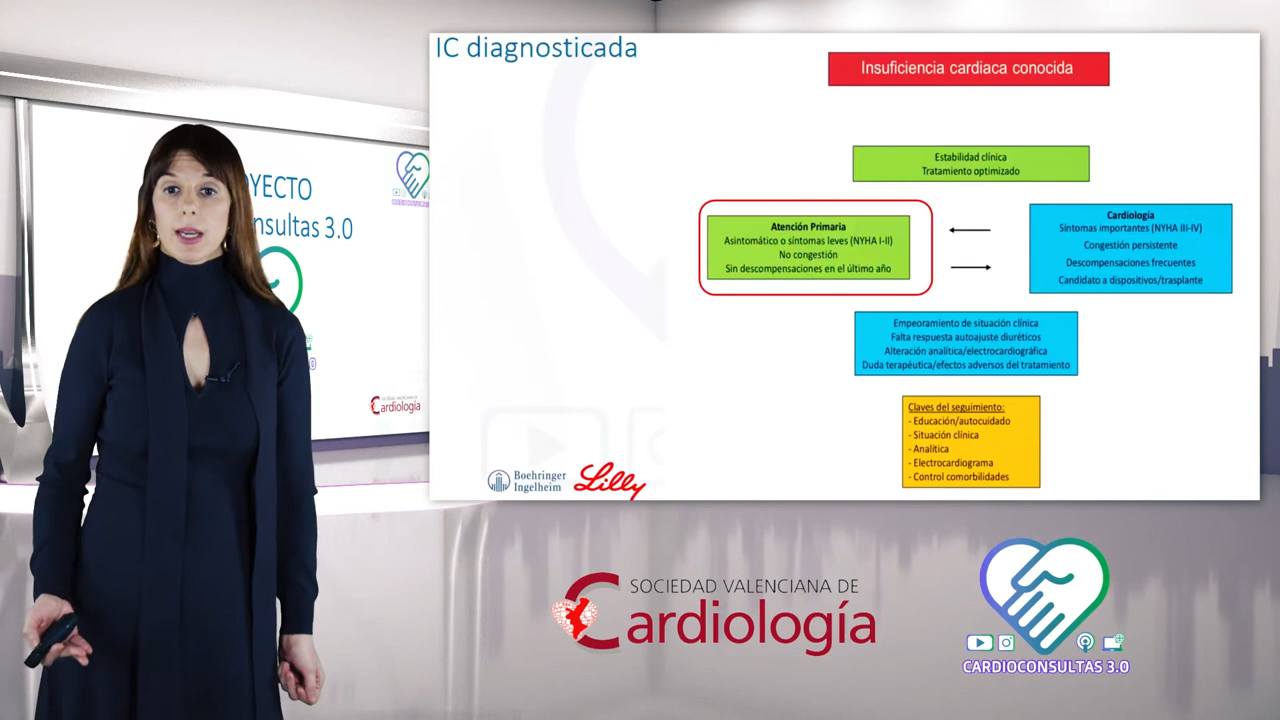 IC diagnosticada
Insuficiencia cardiaca conocida
Estabilidad clínica
Tratamiento optimizado
Atención Primaria
Asintomático o síntomas leves (NYHA I-II)
No congestión
Sin descompensaciones en el último año
Cardiología
Síntomas importantes (NYHA III-IV)
Congestión persistente
Descompensaciones frecuentes
Candidato a dispositivos/trasplante
Empeoramiento de situación clínica
Falta respuesta autoajuste diuréticos
Alteración analítica/electrocardiográfica
Duda terapéutica/efectos adversos del tratamiento
Claves del seguimiento:
- Educación/autocuidado
- Situación clínica
- Analítica
- Electrocardiograma
- Control comorbilidades
Boehringer
Ingelheim
Lilly
OYECTO
nsultas 3.0
Cardiología
SOCIEDAD VALENCIANA DE
Cardiología
CARDIOCONSULTAS 3.0